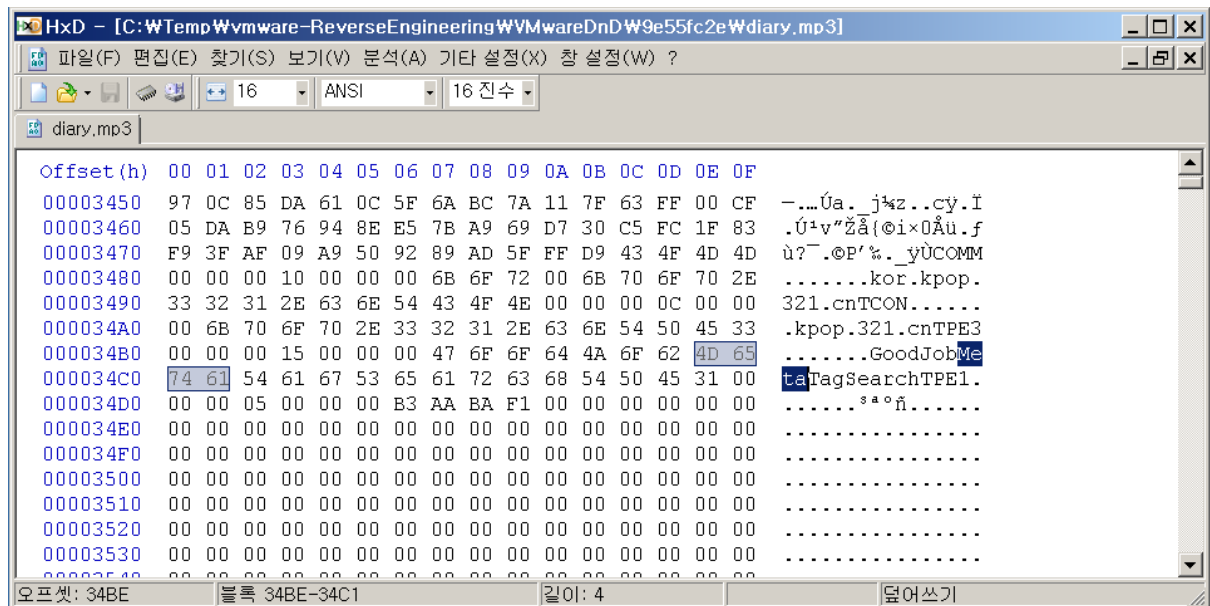 HxD - [C:₩Temp₩vmware-ReverseEngineering₩VMwareDnD₩9e55fc2e₩diary.mp3]
파일(F) 편집(E) 찾기(S) 보기(V) 분석(A) 기타 설정(X) 창 설정(W) ?
16 ANSI 16 진수
diary.mp3
Offset(h) 00 01 02 03 04 05 06 07 08 09 0A 0B 0C 0D 0E 0F
00003450 97 0C 85 DA 61 0C 5F 6A BC 7A 11 7F 63 FF 00 CF —.…Úa._j¼z..cÿ.Ï
00003460 05 DA B9 76 94 8E E5 7B A9 69 D7 30 C5 FC 1F 83 .Ú¹v”Žå{©i×0Åü.ƒ
00003470 F9 3F AF 09 A9 50 92 89 AD 5F FF D9 43 4F 4D 4D ù?¯.©P’‰._ÿÙCOMM
00003480 00 00 00 10 00 00 00 6B 6F 72 00 6B 70 6F 70 2E .......kor.kpop.
00003490 33 32 31 2E 63 6E 54 43 4F 4E 00 00 00 0C 00 00 321.cnTCON......
000034A0 00 6B 70 6F 70 2E 33 32 31 2E 63 6E 54 50 45 33 .kpop.321.cnTPE3
000034B0 00 00 00 15 00 00 00 47 6F 6F 64 4A 6F 62 4D 65 .......GoodJobMe
000034C0 74 61 54 61 67 53 65 61 72 63 68 54 50 45 31 00 taTagSearchTPE1.
000034D0 00 00 05 00 00 00 B3 AA BA F1 00 00 00 00 00 00 ......³ªºñ......
000034E0 00 00 00 00 00 00 00 00 00 00 00 00 00 00 00 00 ................
000034F0 00 00 00 00 00 00 00 00 00 00 00 00 00 00 00 00 ................
00003500 00 00 00 00 00 00 00 00 00 00 00 00 00 00 00 00 ................
00003510 00 00 00 00 00 00 00 00 00 00 00 00 00 00 00 00 ................
00003520 00 00 00 00 00 00 00 00 00 00 00 00 00 00 00 00 ................
00003530 00 00 00 00 00 00 00 00 00 00 00 00 00 00 00 00 ................
오프셋: 34BE 블록 34BE-34C1 길이: 4 덮어쓰기